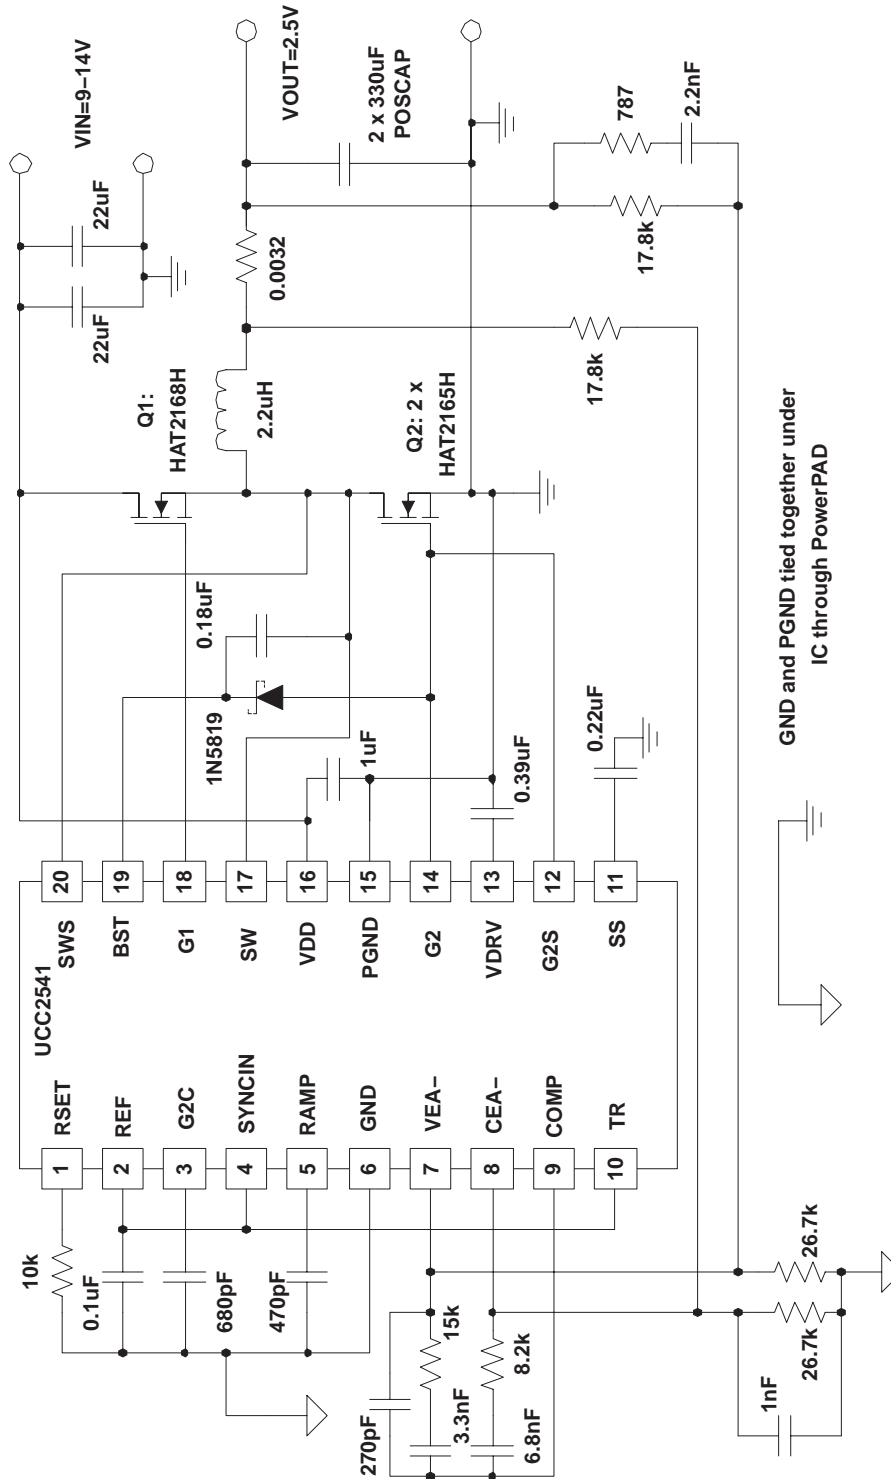 VIN=9–14V
22uF
22uF
VOUT=2.5V
2 x 330uF
POSCAP
787
2.2nF
0.0032
17.8k
17.8k
Q1:
HAT2168H
2.2uH
Q2: 2 x
HAT2165H
0.18uF
1N5819
1uF
0.39uF
0.22uF
UCC2541
20
19
18
17
16
15
14
13
12
11
SWS
BST
G1
SW
VDD
PGND
G2
VDRV
G2S
SS
RSET
REF
G2C
SYNCIN
RAMP
GND
VEA–
CEA–
COMP
TR
1
2
3
4
5
6
7
8
9
10
10k
0.1uF
680pF
470pF
270pF
15k
3.3nF
8.2k
6.8nF
1nF
26.7k
26.7k
GND and PGND tied together under
IC through PowerPAD